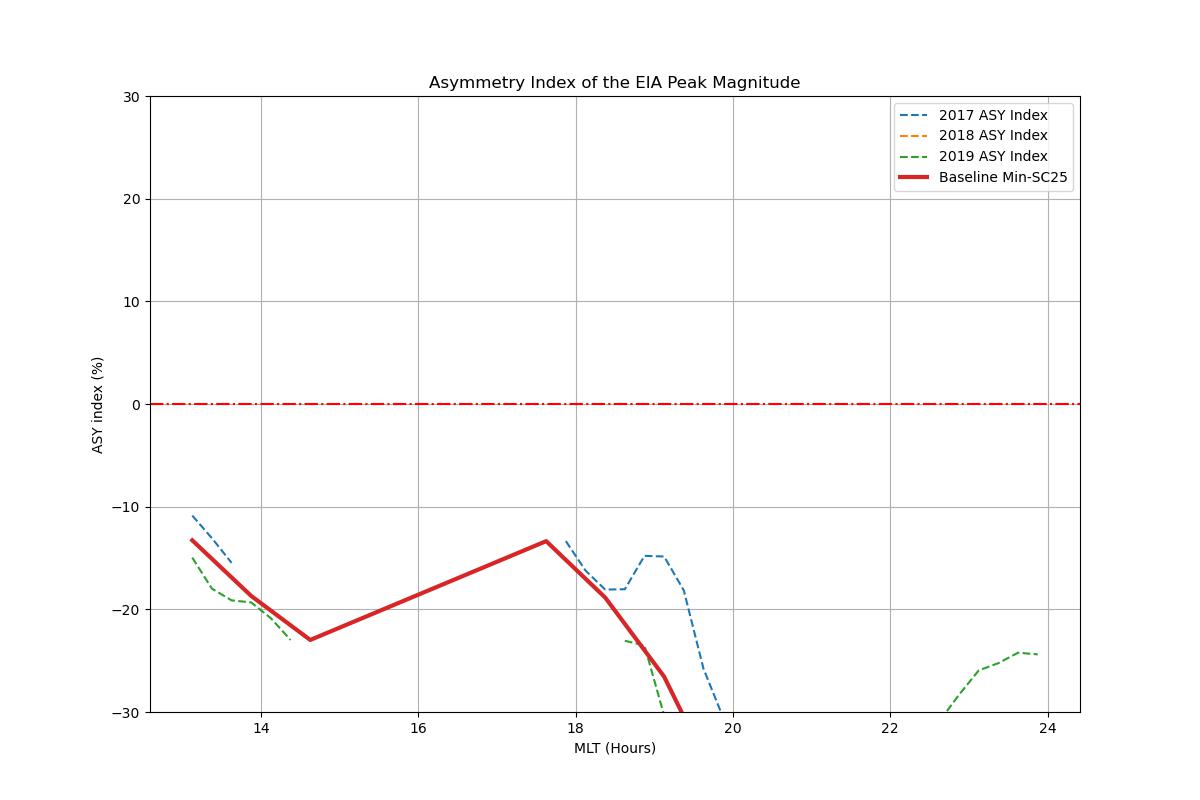 Asymmetry Index of the EIA Peak Magnitude
30
20
10
0
−10
−20
−30
ASY index (%)
2017 ASY Index
2018 ASY Index
2019 ASY Index
Baseline Min-SC25
14
16
18
20
22
24
MLT (Hours)